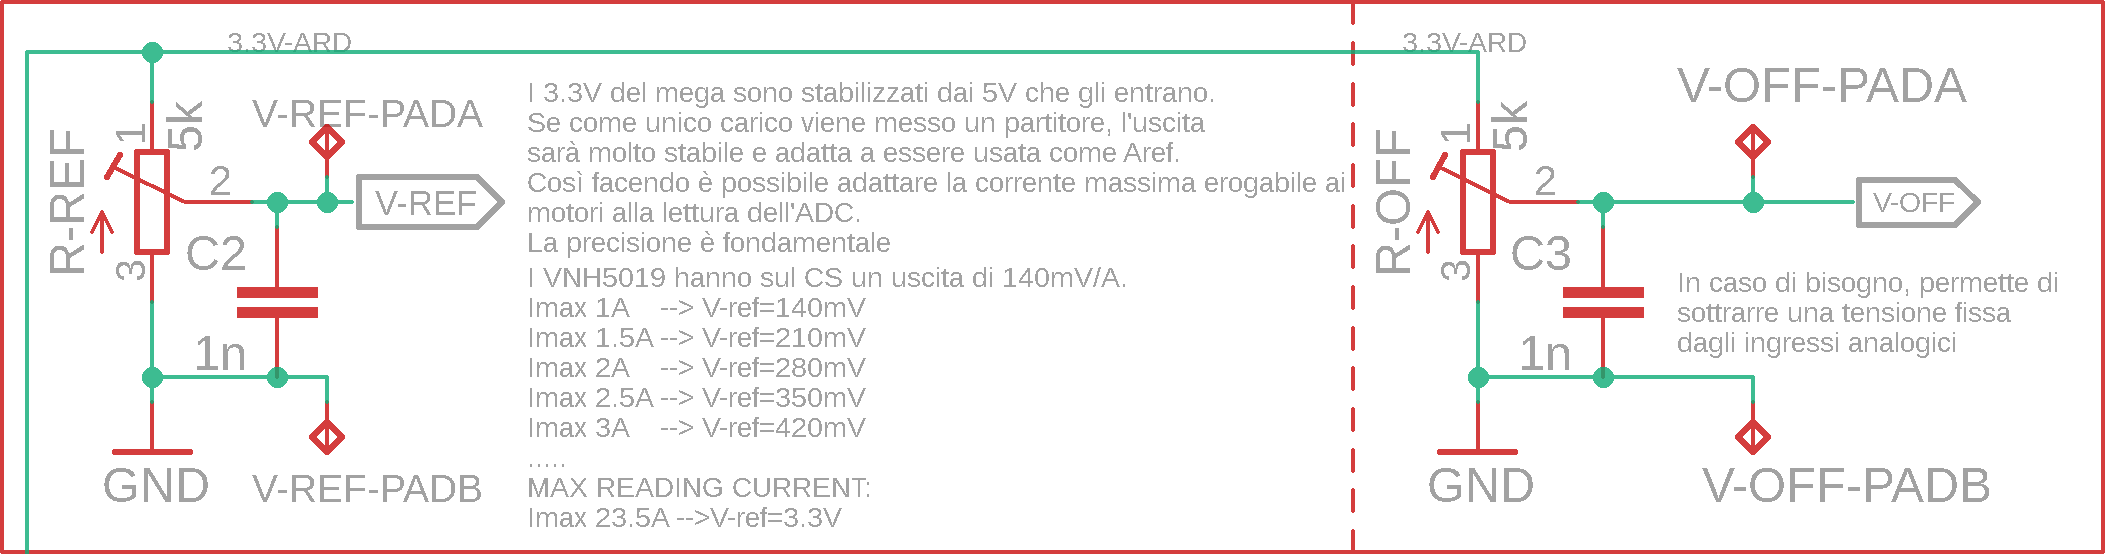 3.3V-ARD
V-REF-PADA
R-REF
1
5k
2
3
V-REF
C2
1n
GND
V-REF-PADB
I 3.3V del mega sono stabilizzati dai 5V che gli entrano.
Se come unico carico viene messo un partitore, l'uscita
sarà molto stabile e adatta a essere usata come Aref.
Così facendo è possibile adattare la corrente massima erogabile ai
motori alla lettura dell'ADC.
La precisione è fondamentale
I VNH5019 hanno sul CS un uscita di 140mV/A.
Imax 1A --> V-ref=140mV
Imax 1.5A --> V-ref=210mV
Imax 2A --> V-ref=280mV
Imax 2.5A --> V-ref=350mV
Imax 3A --> V-ref=420mV
.....
MAX READING CURRENT:
Imax 23.5A -->V-ref=3.3V
3.3V-ARD
V-OFF-PADA
R-OFF
1
5k
2
3
V-OFF
C3
1n
GND
V-OFF-PADB
In caso di bisogno, permette di
sottrarre una tensione fissa
dagli ingressi analogici